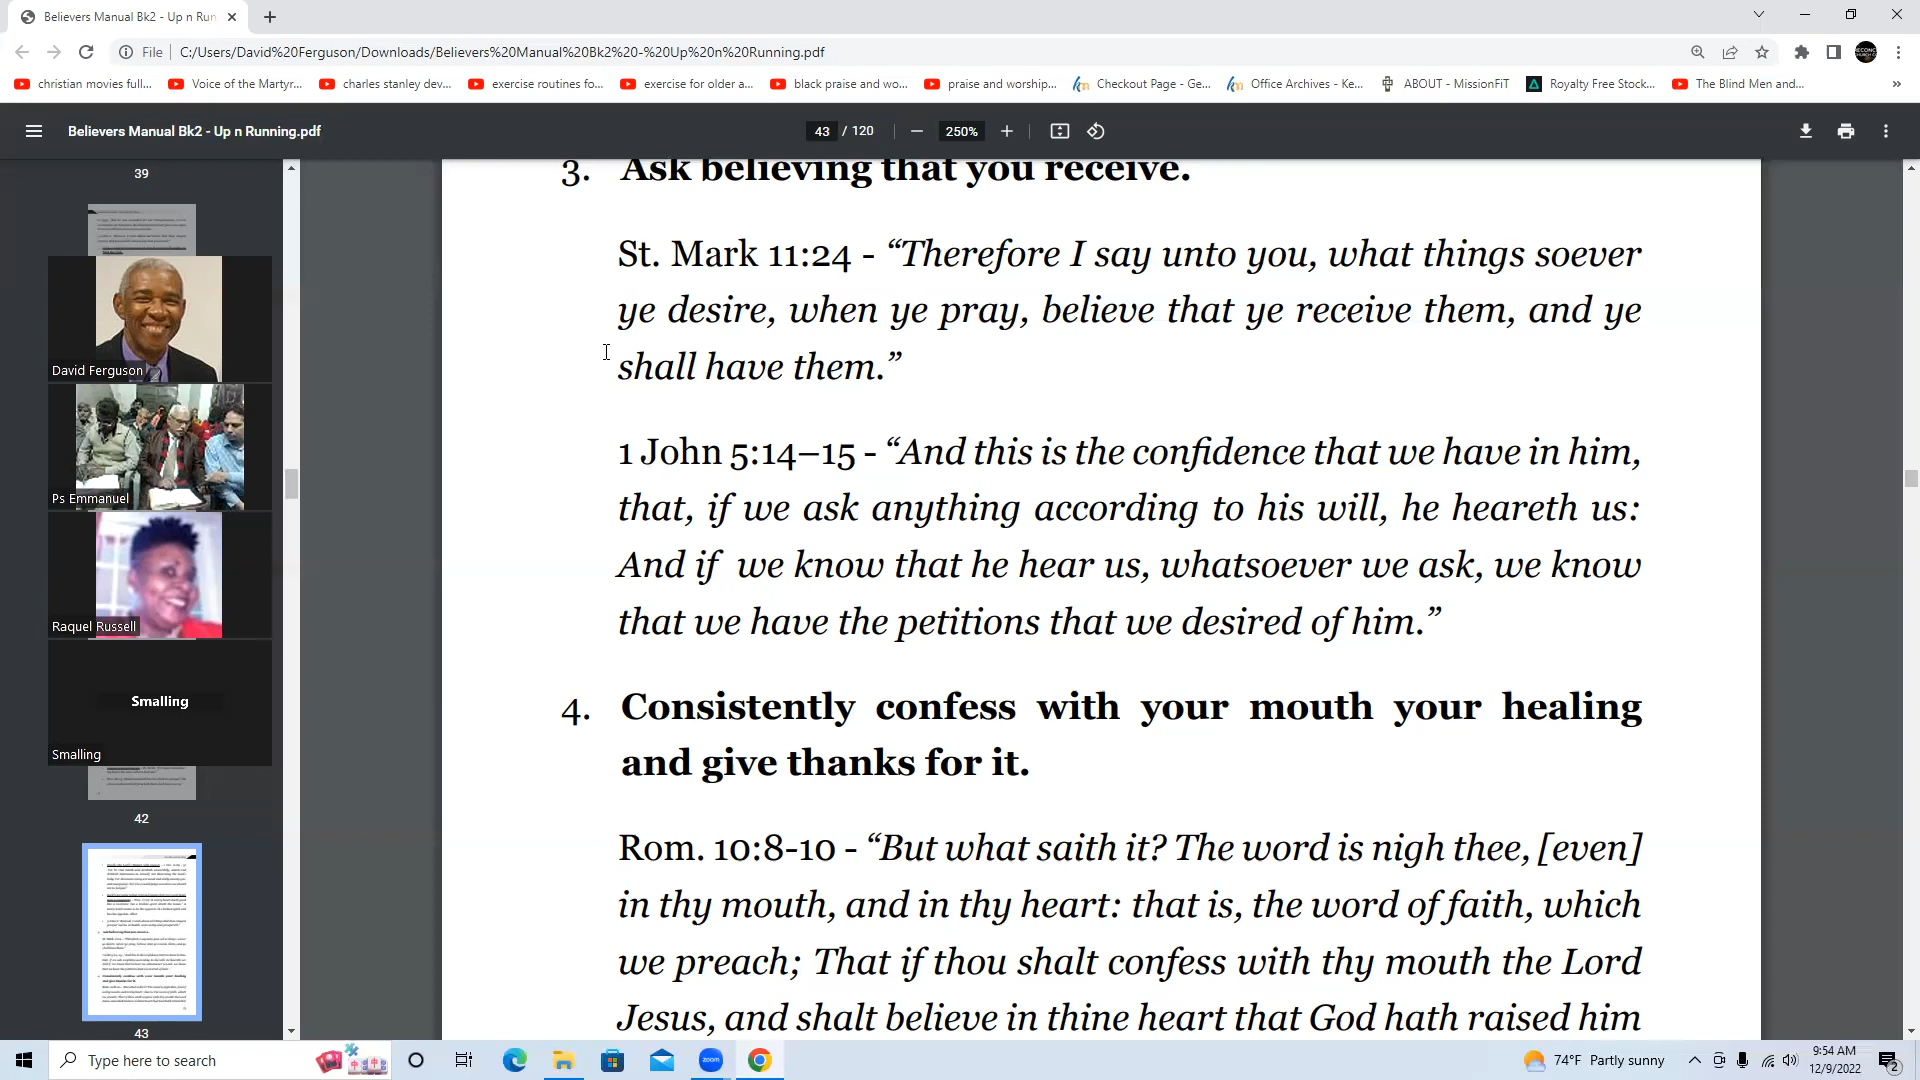 Believers Manual Bk2 - Up n Run
File C:/Users/David%20Ferguson/Downloads/Believers%20Manual%20Bk2%20-%20Up%20n%20Running.pdf
christian movies full... Voice of the Martyr... charles stanley dev... exercise routines fo... exercise for older a... black praise and wo... praise and worship... Checkout Page - Ge... Office Archives - Ke... ABOUT - MissionFiT Royalty Free Stock... The Blind Men and... »
Believers Manual Bk2 - Up n Running.pdf 43 / 120 250%
39
David Ferguson
Ps Emmanuel
Raquel Russell
Smalling
Smalling
42
43
3. Ask believing that you receive.
St. Mark 11:24 - “Therefore I say unto you, what things soever
ye desire, when ye pray, believe that ye receive them, and ye
shall have them.”
1 John 5:14–15 - “And this is the confidence that we have in him,
that, if we ask anything according to his will, he heareth us:
And if we know that he hear us, whatsoever we ask, we know
that we have the petitions that we desired of him.”
4. Consistently confess with your mouth your healing
and give thanks for it.
Rom. 10:8-10 - “But what saith it? The word is nigh thee, [even]
in thy mouth, and in thy heart: that is, the word of faith, which
we preach; That if thou shalt confess with thy mouth the Lord
Jesus, and shalt believe in thine heart that God hath raised him
Type here to search
zoom
74°F Partly sunny
9:54 AM
12/9/2022
2